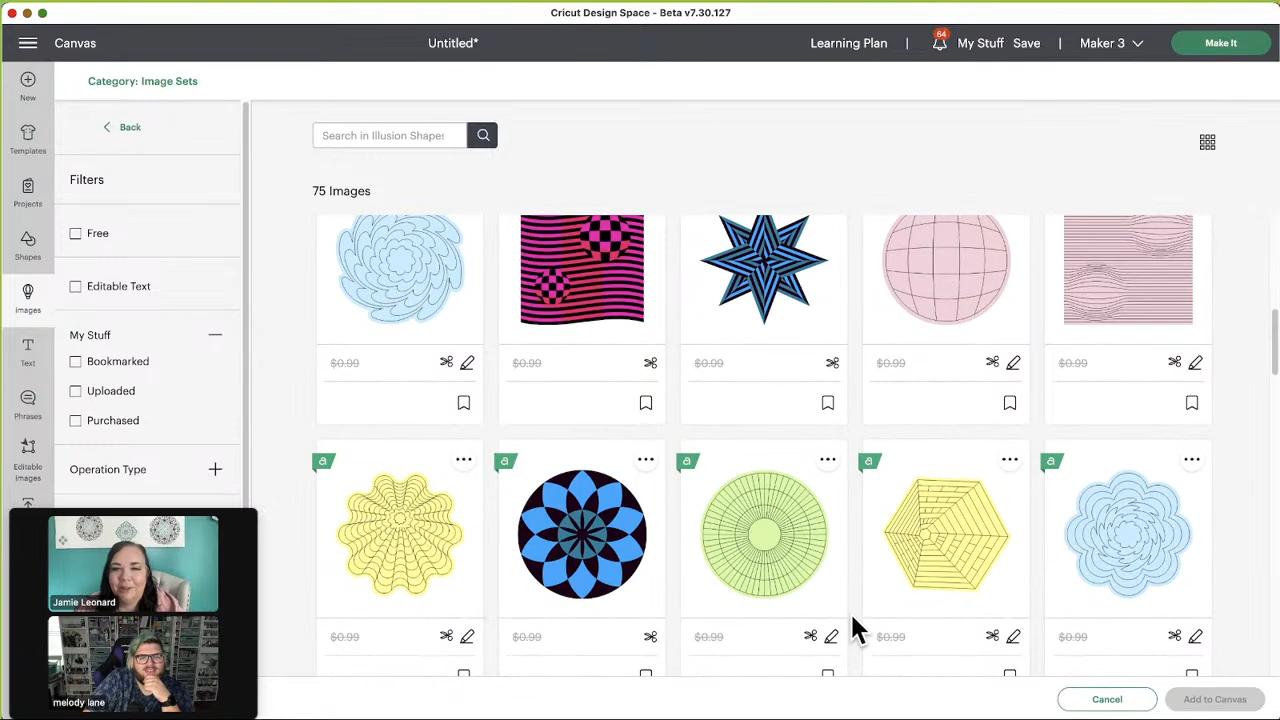 Cricut Design Space - Beta v7.30.127
Canvas
Untitled*
Learning Plan | 64 My Stuff Save | Maker 3
Make It
Category: Image Sets
New
Templates
Projects
Shapes
Images
Text
Phrases
Editable
Images
Back
Filters
Free
Editable Text
My Stuff
Bookmarked
Uploaded
Purchased
Operation Type
Search in Illusion Shapes
75 Images
$0.99 $0.99 $0.99 $0.99 $0.99
a a a a a
$0.99 $0.99 $0.99 $0.99 $0.99
Jamie Leonard
melody lane
Cancel
Add to Canvas